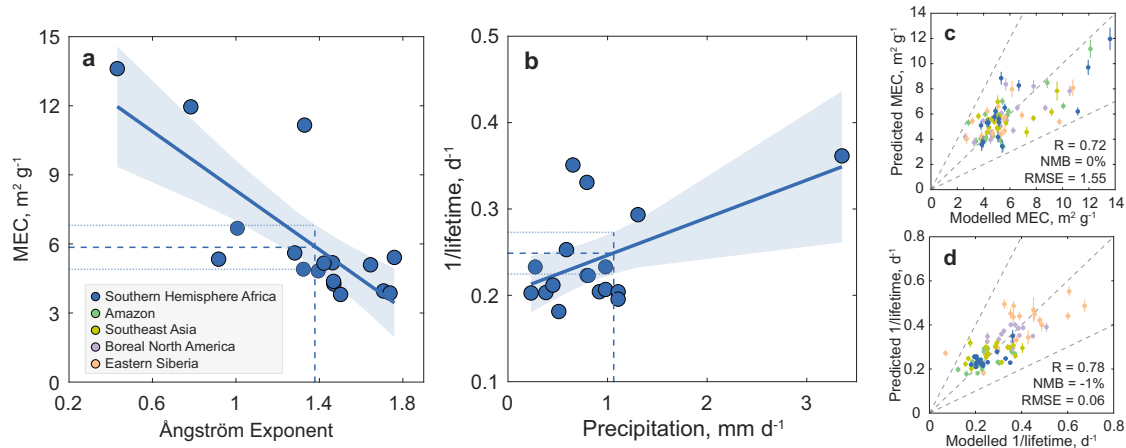 a
MEC, m² g⁻¹
15
12
9
6
3
0
0.2
0.6
1
1.4
1.8
Ångström Exponent
Southern Hemisphere Africa
Amazon
Southeast Asia
Boreal North America
Eastern Siberia
b
1/lifetime, d⁻¹
0.5
0.4
0.3
0.2
0.1
0
1
2
3
Precipitation, mm d⁻¹
c
Predicted MEC, m² g⁻¹
14
12
10
8
6
4
2
0
R = 0.72
NMB = 0%
RMSE = 1.55
0
2
4
6
8
10
12
14
Modelled MEC, m² g⁻¹
d
Predicted 1/lifetime, d⁻¹
0.8
0.6
0.4
0.2
0
R = 0.78
NMB = -1%
RMSE = 0.06
0
0.2
0.4
0.6
0.8
Modelled 1/lifetime, d⁻¹